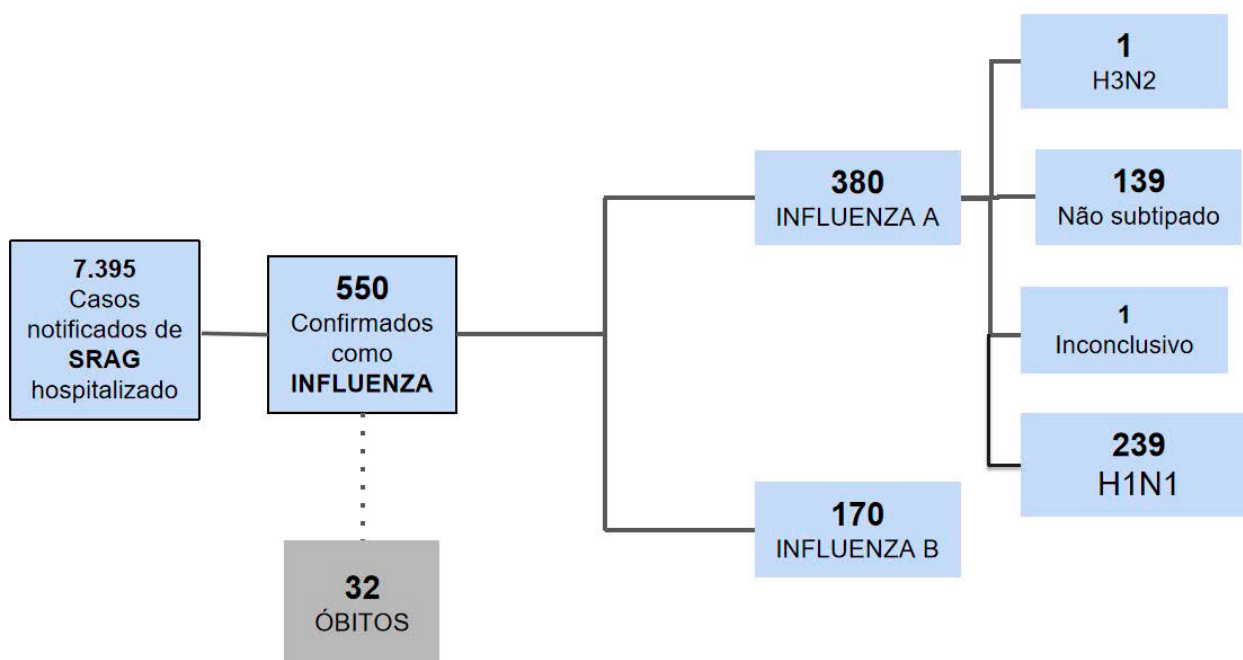 7.395
Casos
notificados de
SRAG
hospitalizado
550
Confirmados
como
INFLUENZA
32
ÓBITOS
380
INFLUENZA A
170
INFLUENZA B
1
H3N2
139
Não subtipado
1
Inconclusivo
239
H1N1